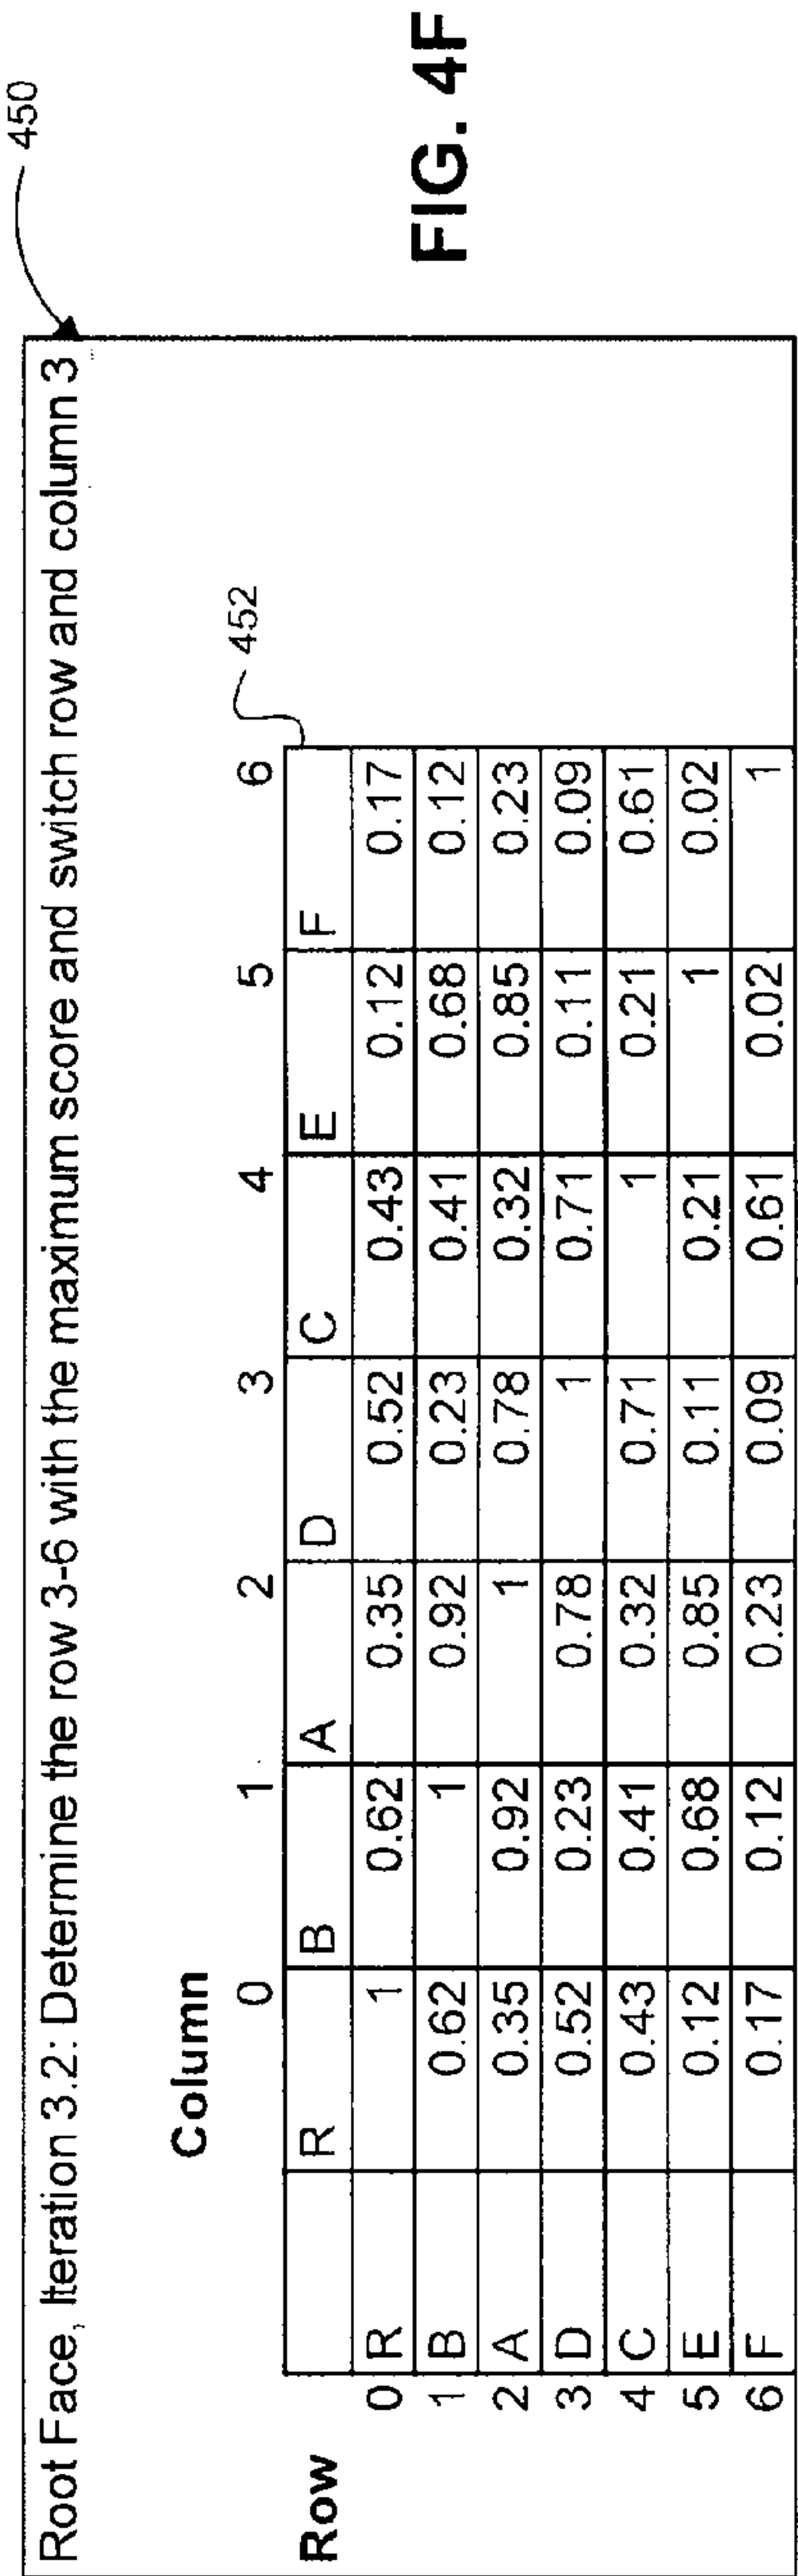 450
Root Face, Iteration 3.2: Determine the row 3-6 with the maximum score and switch row and column 3
Column
452
0 1 2 3 4 5 6
Row
R B A D C E F
0 R 1 0.62 0.35 0.52 0.43 0.12 0.17
1 B 0.62 1 0.92 0.23 0.41 0.68 0.12
2 A 0.35 0.92 1 0.78 0.32 0.85 0.23
3 D 0.52 0.23 0.78 1 0.71 0.11 0.09
4 C 0.43 0.41 0.32 0.71 1 0.21 0.61
5 E 0.12 0.68 0.85 0.11 0.21 1 0.02
6 F 0.17 0.12 0.23 0.09 0.61 0.02 1
FIG. 4F